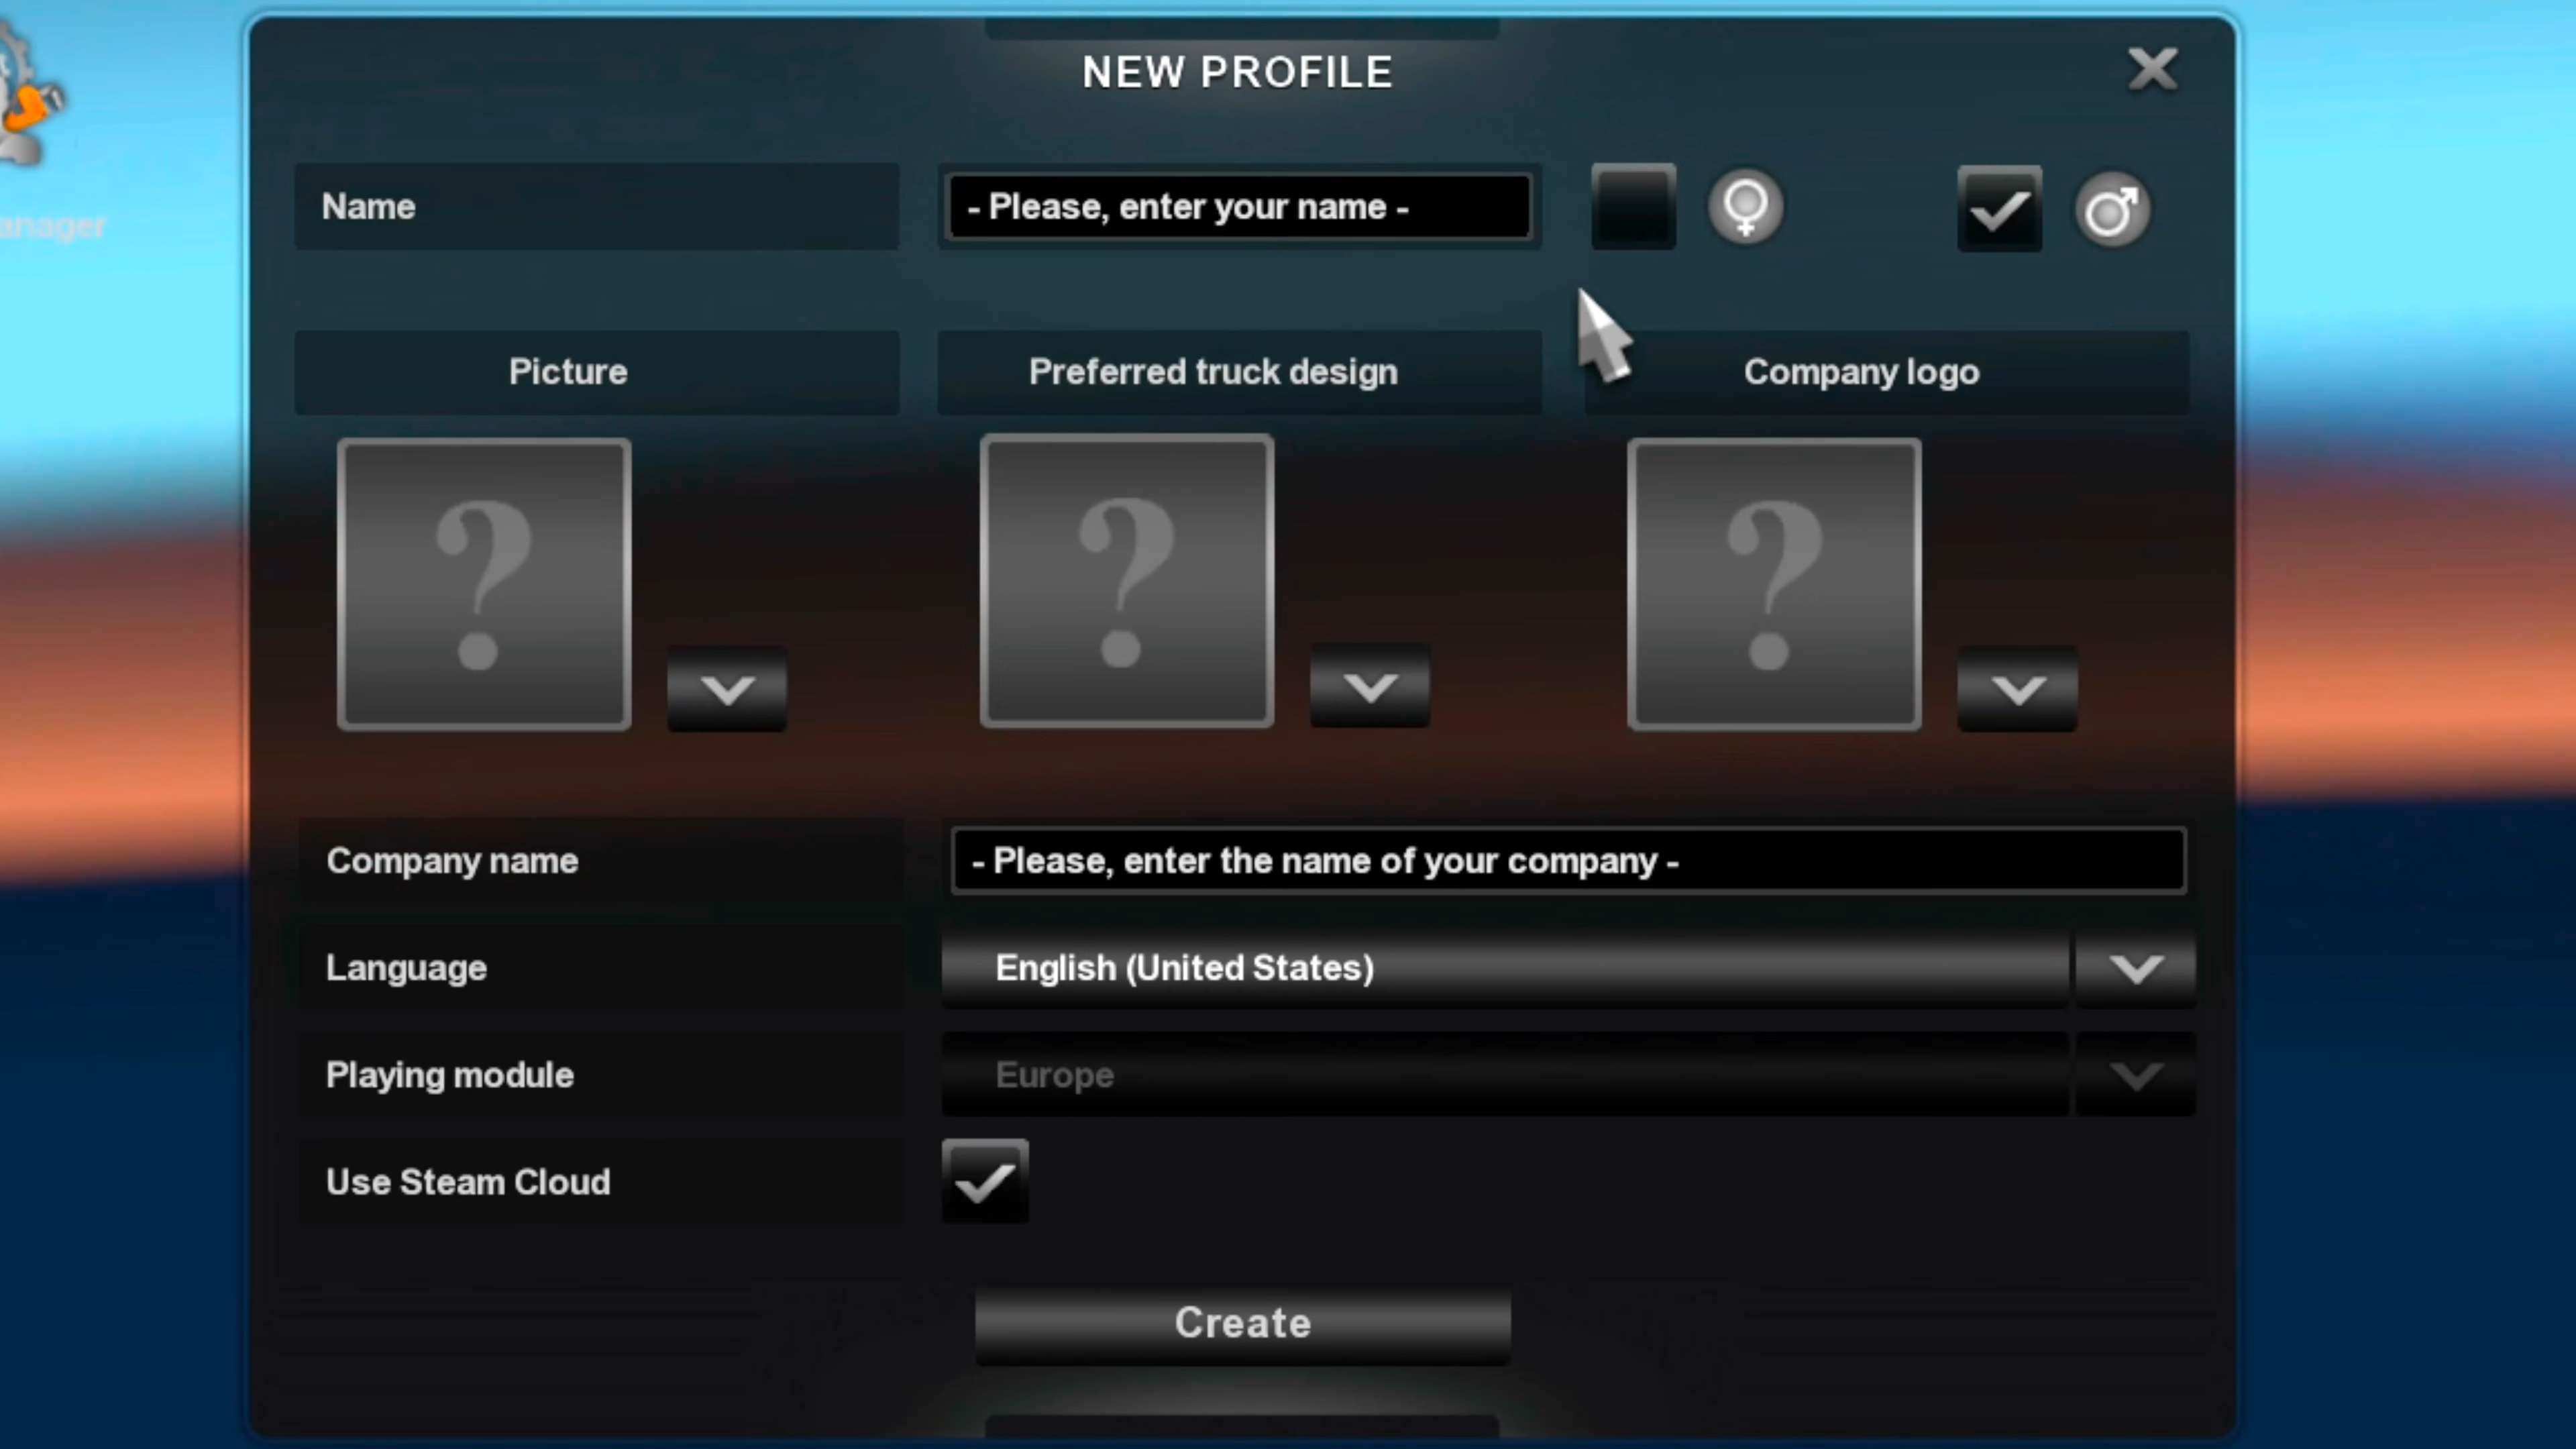 NEW PROFILE
Name
- Please, enter your name -
Picture
Preferred truck design
Company logo
?
?
?
Company name
- Please, enter the name of your company -
Language
English (United States)
Playing module
Europe
Use Steam Cloud
Create